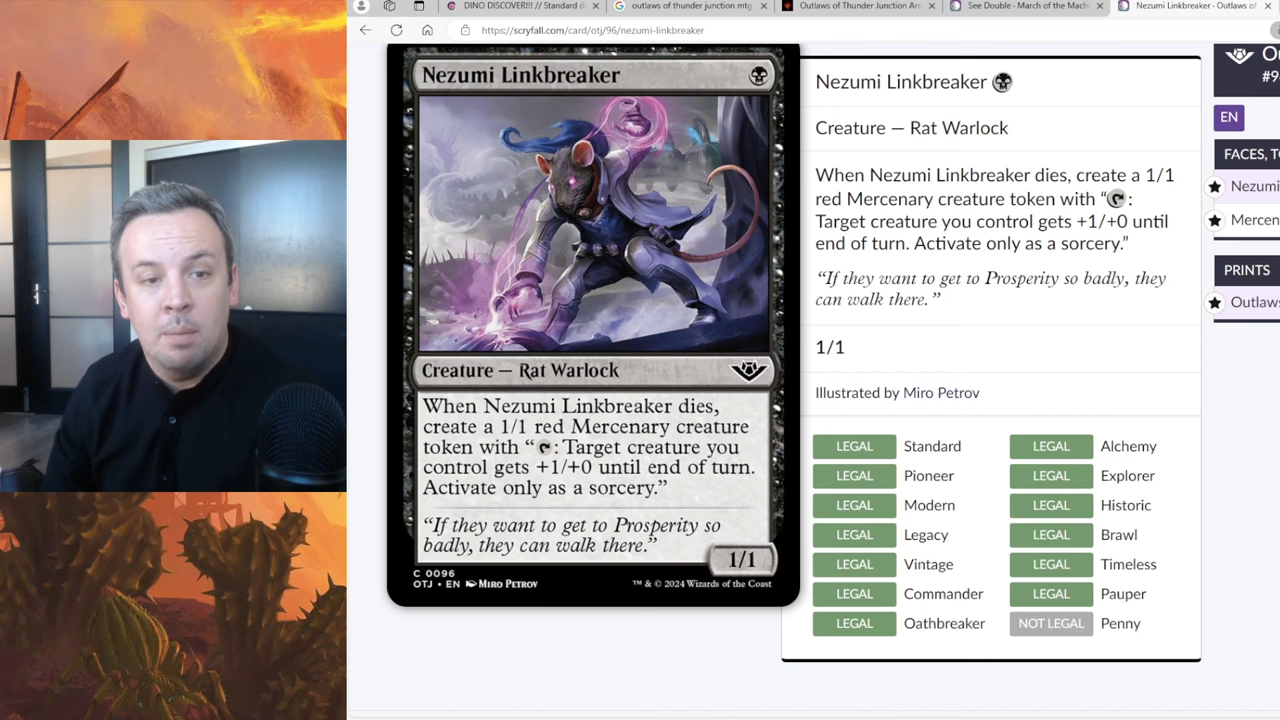 DINO DISCOVER!!! // Standard d
outlaws of thunder junction mtg
Outlaws of Thunder Junction Art
See Double · March of the Mach
Nezumi Linkbreaker · Outlaws of
https://scryfall.com/card/otj/96/nezumi-linkbreaker
Nezumi Linkbreaker
Creature — Rat Warlock
When Nezumi Linkbreaker dies,
create a 1/1 red Mercenary creature
token with “ : Target creature you
control gets +1/+0 until end of turn.
Activate only as a sorcery.”
“If they want to get to Prosperity so
badly, they can walk there.”
1/1
C 0096
OTJ • EN MIRO PETROV
™ & © 2024 Wizards of the Coast
Nezumi Linkbreaker
Creature — Rat Warlock
When Nezumi Linkbreaker dies, create a 1/1
red Mercenary creature token with “ :
Target creature you control gets +1/+0 until
end of turn. Activate only as a sorcery.”
“If they want to get to Prosperity so badly, they
can walk there.”
1/1
Illustrated by Miro Petrov
LEGAL Standard LEGAL Alchemy
LEGAL Pioneer LEGAL Explorer
LEGAL Modern LEGAL Historic
LEGAL Legacy LEGAL Brawl
LEGAL Vintage LEGAL Timeless
LEGAL Commander LEGAL Pauper
LEGAL Oathbreaker NOT LEGAL Penny
Ou
#9
EN
FACES, TO
Nezumi
Mercen
PRINTS
Outlaws